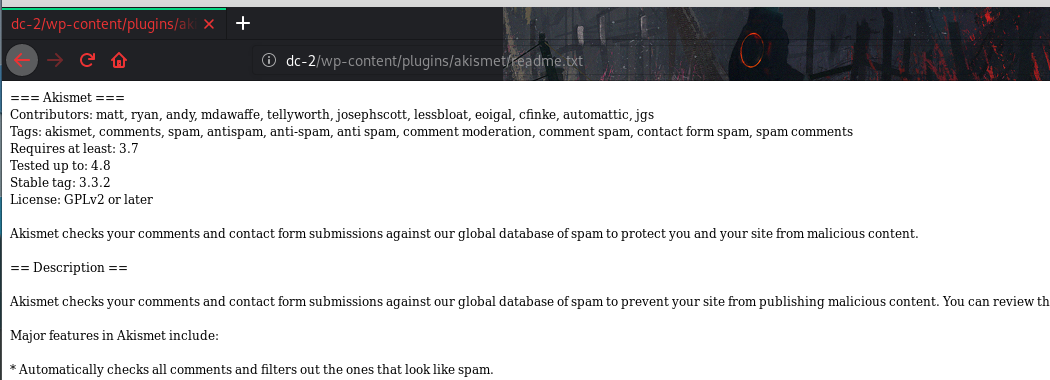 dc-2/wp-content/plugins/ak
dc-2/wp-content/plugins/akismet/readme.txt
=== Akismet ===
Contributors: matt, ryan, andy, mdawaffe, tellyworth, josephscott, lessbloat, eoigal, cfinke, automattic, jgs
Tags: akismet, comments, spam, antispam, anti-spam, anti spam, comment moderation, comment spam, contact form spam, spam comments
Requires at least: 3.7
Tested up to: 4.8
Stable tag: 3.3.2
License: GPLv2 or later
Akismet checks your comments and contact form submissions against our global database of spam to protect you and your site from malicious content.
== Description ==
Akismet checks your comments and contact form submissions against our global database of spam to prevent your site from publishing malicious content. You can review th
Major features in Akismet include:
* Automatically checks all comments and filters out the ones that look like spam.